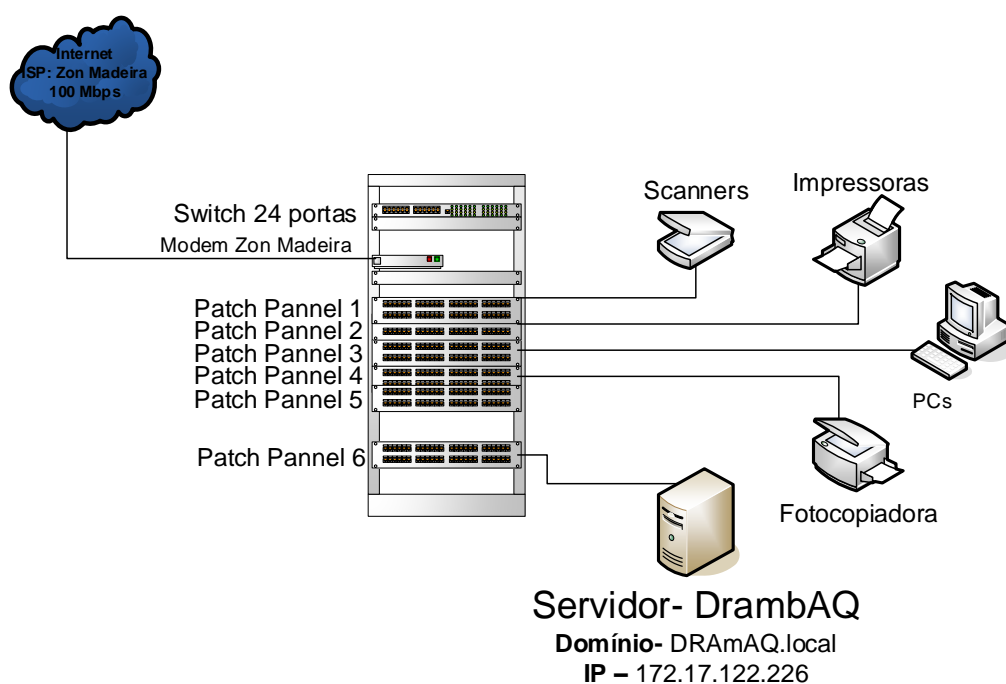 Internet
ISP: Zon Madeira
100 Mbps
Scanners
Impressoras
Switch 24 portas
Modem Zon Madeira
Patch Pannel 1
Patch Pannel 2
Patch Pannel 3
Patch Pannel 4
Patch Pannel 5
PCs
Patch Pannel 6
Fotocopiadora
Servidor- DrambAQ
Domínio- DRAmAQ.local
IP – 172.17.122.226